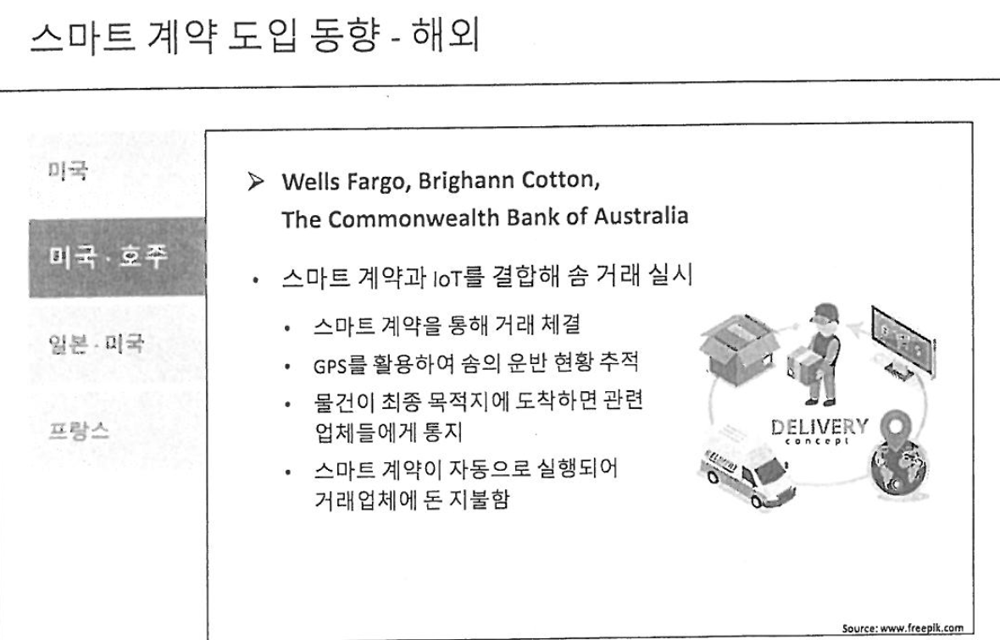 스마트 계약 도입 동향 - 해외
미국
미국 · 호주
일본 · 미국
프랑스
➢ Wells Fargo, Brighann Cotton,
The Commonwealth Bank of Australia
• 스마트 계약과 IoT를 결합해 솜 거래 실시
• 스마트 계약을 통해 거래 체결
• GPS를 활용하여 솜의 운반 현황 추적
• 물건이 최종 목적지에 도착하면 관련
업체들에게 통지
• 스마트 계약이 자동으로 실행되어
거래업체에 돈 지불함
DELIVERY
concept
Source: www.freepik.com